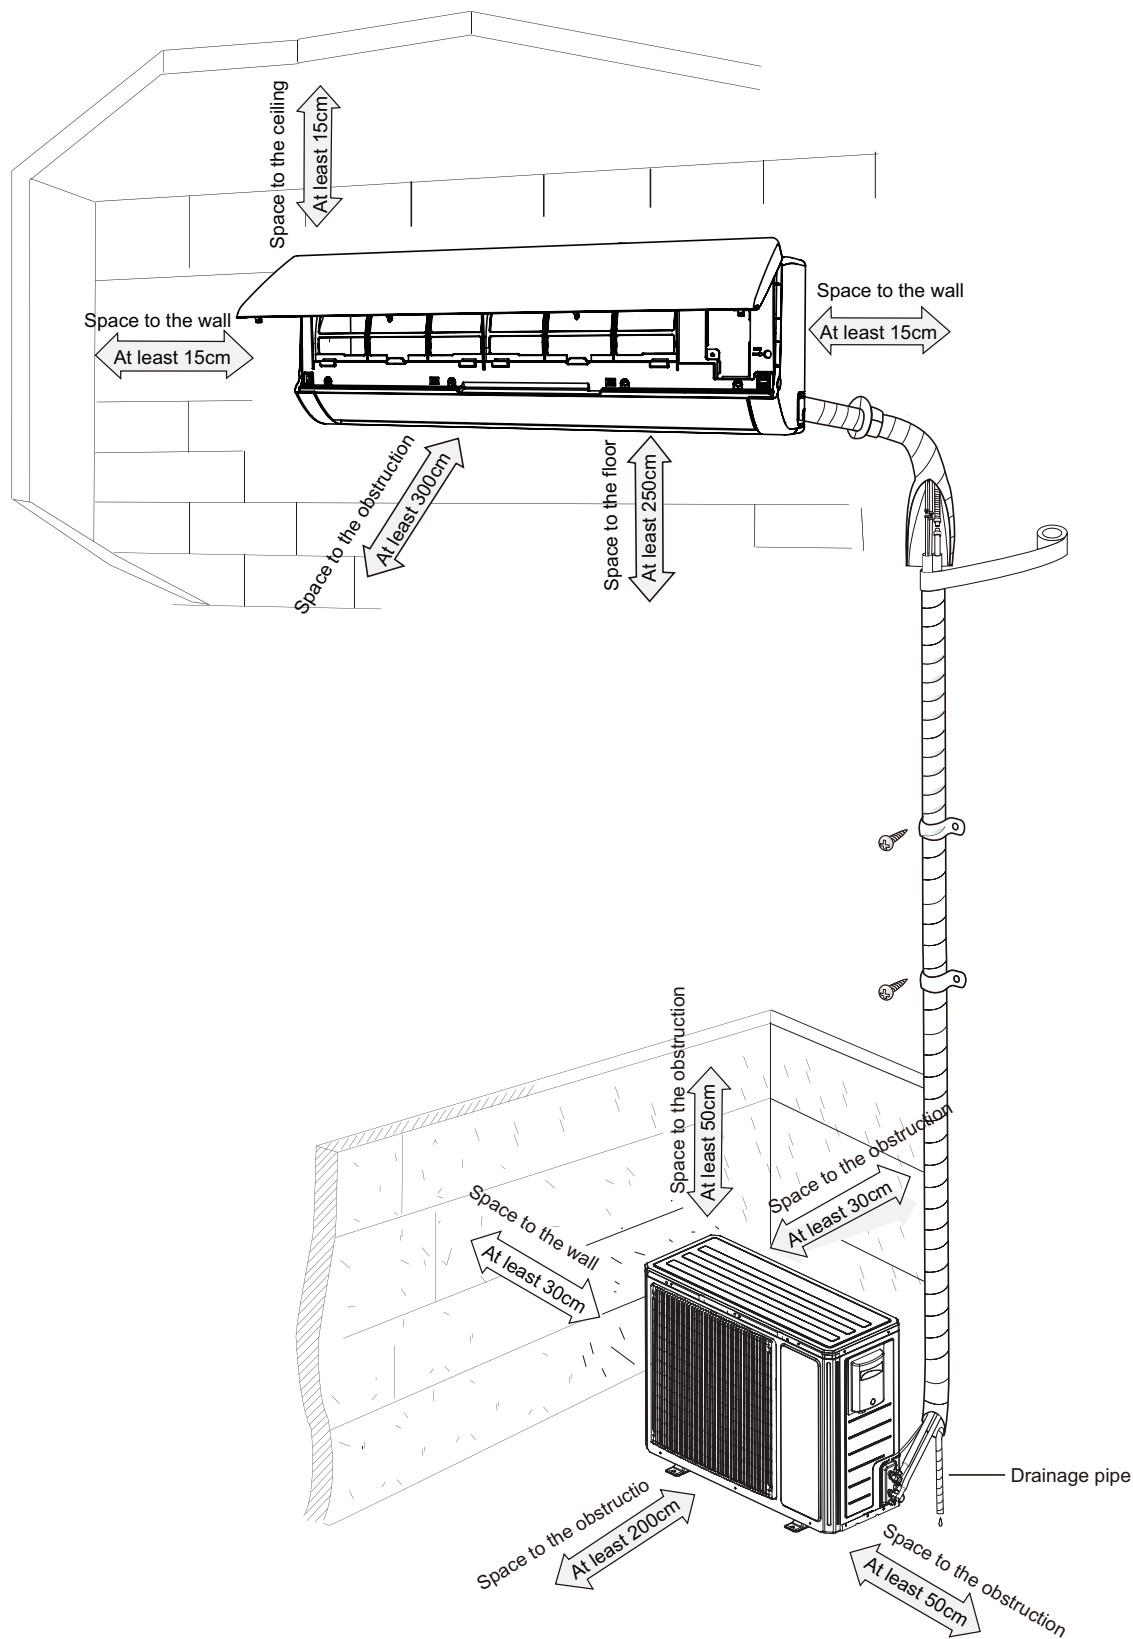 Space to the ceiling
At least 15cm
Space to the wall
At least 15cm
Space to the wall
At least 15cm
Space to the obstruction
At least 300cm
Space to the floor
At least 250cm
Space to the obstruction
At least 50cm
Space to the obstruction
At least 30cm
Space to the wall
At least 30cm
Drainage pipe
Space to the obstructio
At least 200cm
Space to the obstruction
At least 50cm